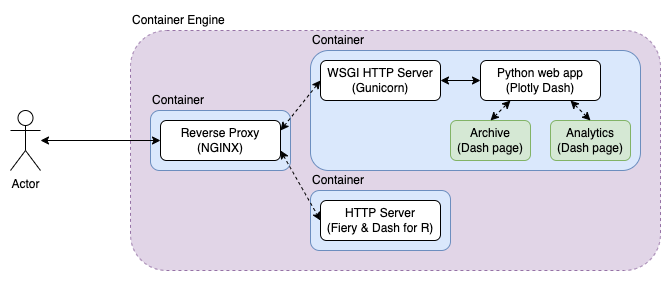 Container Engine
Container
WSGI HTTP Server
(Gunicorn)
Python web app
(Plotly Dash)
Container
Reverse Proxy
(NGINX)
Archive
(Dash page)
Analytics
(Dash page)
Actor
Container
HTTP Server
(Fiery & Dash for R)